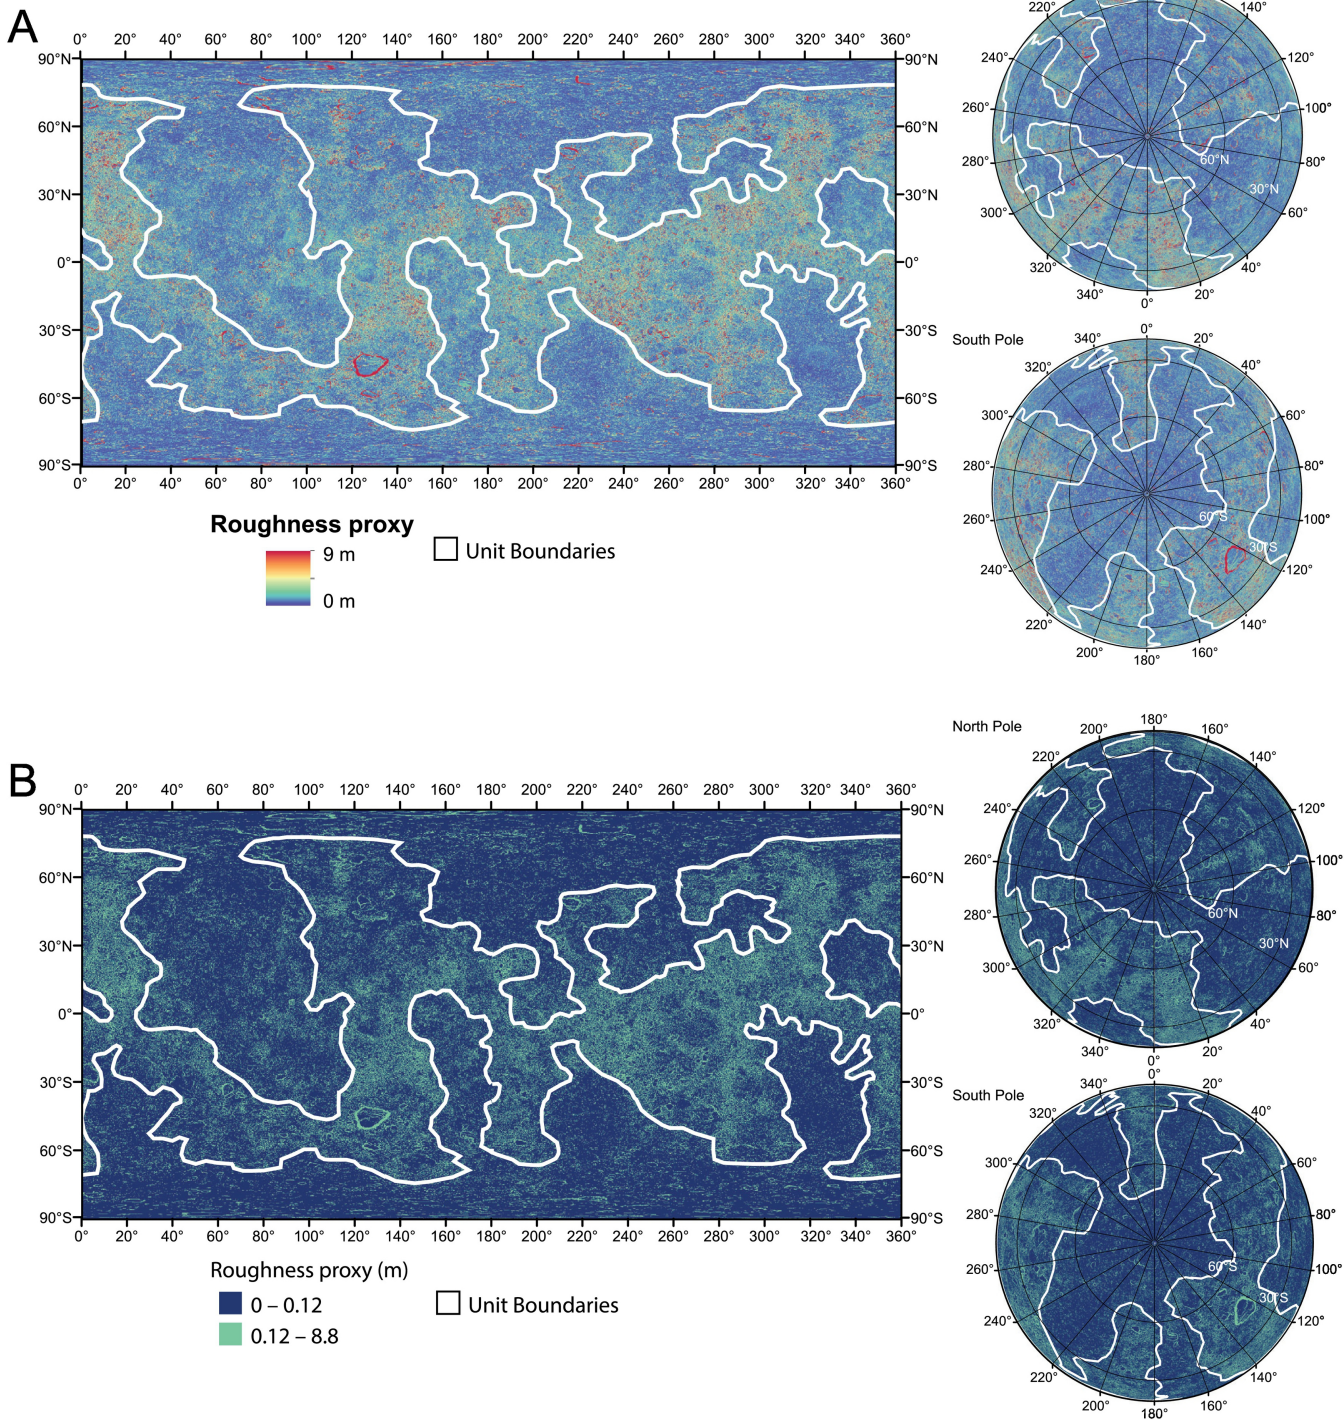 A
0° 20° 40° 60° 80° 100° 120° 140° 160° 180° 200° 220° 240° 260° 280° 300° 320° 340° 360°
90°N 90°N
60°N 60°N
30°N 30°N
0° 0°
30°S 30°S
60°S 60°S
90°S 90°S
0° 20° 40° 60° 80° 100° 120° 140° 160° 180° 200° 220° 240° 260° 280° 300° 320° 340° 360°
Roughness proxy
9 m
0 m
Unit Boundaries
220° 140°
240° 120°
260° 100°
60°N
280° 80°
30°N
300° 60°
320° 40°
340° 20°
0°
South Pole
0°
340° 20°
320° 40°
300° 60°
280° 80°
60°S
260° 100°
30°S
240° 120°
220° 140°
200° 160°
180°
B
0° 20° 40° 60° 80° 100° 120° 140° 160° 180° 200° 220° 240° 260° 280° 300° 320° 340° 360°
90°N 90°N
60°N 60°N
30°N 30°N
0° 0°
30°S 30°S
60°S 60°S
90°S 90°S
0° 20° 40° 60° 80° 100° 120° 140° 160° 180° 200° 220° 240° 260° 280° 300° 320° 340° 360°
Roughness proxy (m)
0 – 0.12
0.12 – 8.8
Unit Boundaries
North Pole
180°
200° 160°
220° 140°
240° 120°
260° 100°
60°N
280° 80°
30°N
300° 60°
320° 40°
340° 20°
0°
South Pole
0°
340° 20°
320° 40°
300° 60°
280° 80°
60°S
260° 100°
30°S
240° 120°
220° 140°
200° 160°
180°